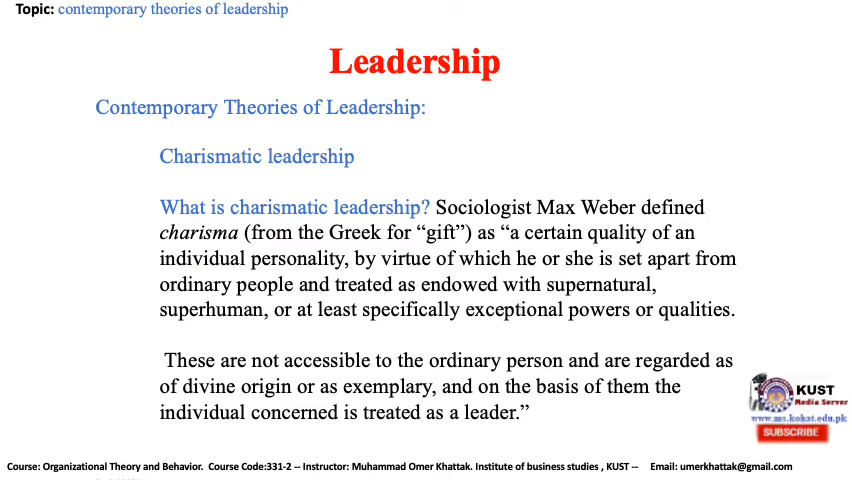 Topic: contemporary theories of leadership
Leadership
Contemporary Theories of Leadership:
Charismatic leadership
What is charismatic leadership? Sociologist Max Weber defined
charisma (from the Greek for “gift”) as “a certain quality of an
individual personality, by virtue of which he or she is set apart from
ordinary people and treated as endowed with supernatural,
superhuman, or at least specifically exceptional powers or qualities.
These are not accessible to the ordinary person and are regarded as
of divine origin or as exemplary, and on the basis of them the
individual concerned is treated as a leader.”
KUST
Media Server
www.ms.kohat.edu.pk
SUBSCRIBE
Course: Organizational Theory and Behavior. Course Code:331-2 -- Instructor: Muhammad Omer Khattak. Institute of business studies , KUST -- Email: umerkhattak@gmail.com